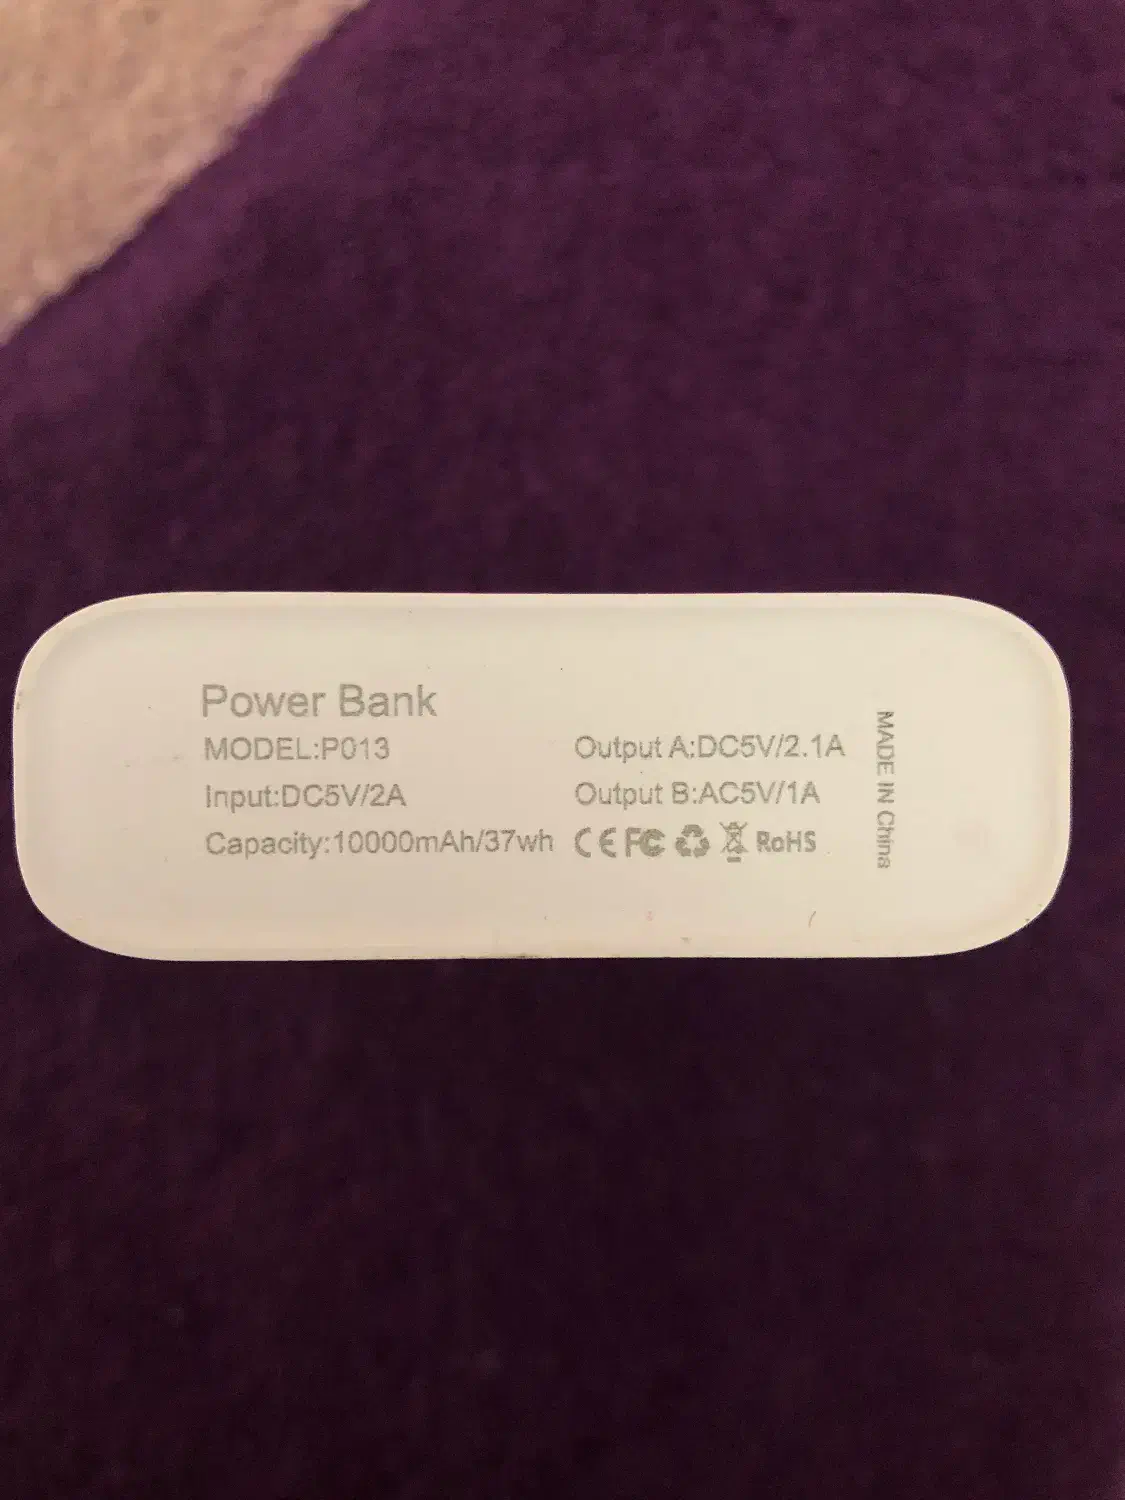 Power Bank
MODEL:P013
Input:DC5V/2A
Capacity:10000mAh/37wh
Output A:DC5V/2.1A
Output B:AC5V/1A
CE FC RoHS
MADE IN China